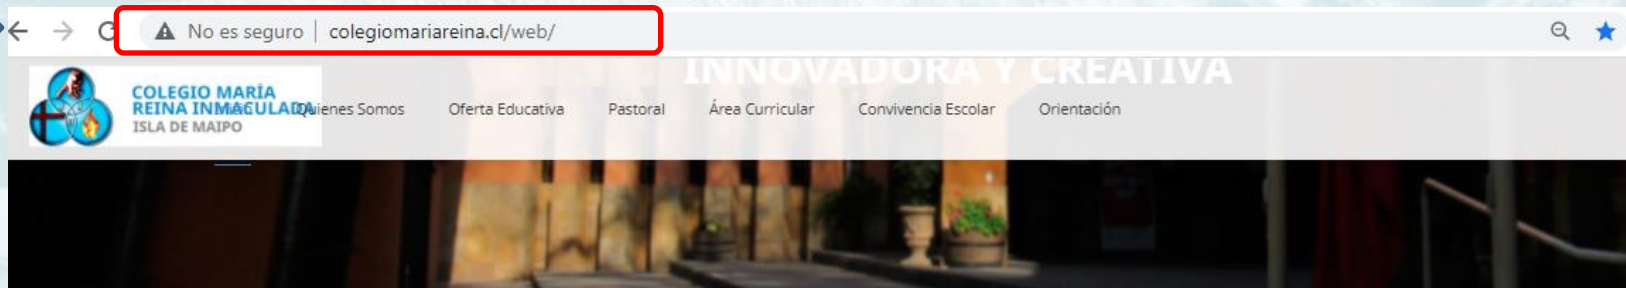 No es seguro | colegiomariareina.cl/web/
INNOVADORA Y CREATIVA
COLEGIO MARÍA
REINA INMACULADA
ISLA DE MAIPO
Quienes Somos Oferta Educativa Pastoral Área Curricular Convivencia Escolar Orientación